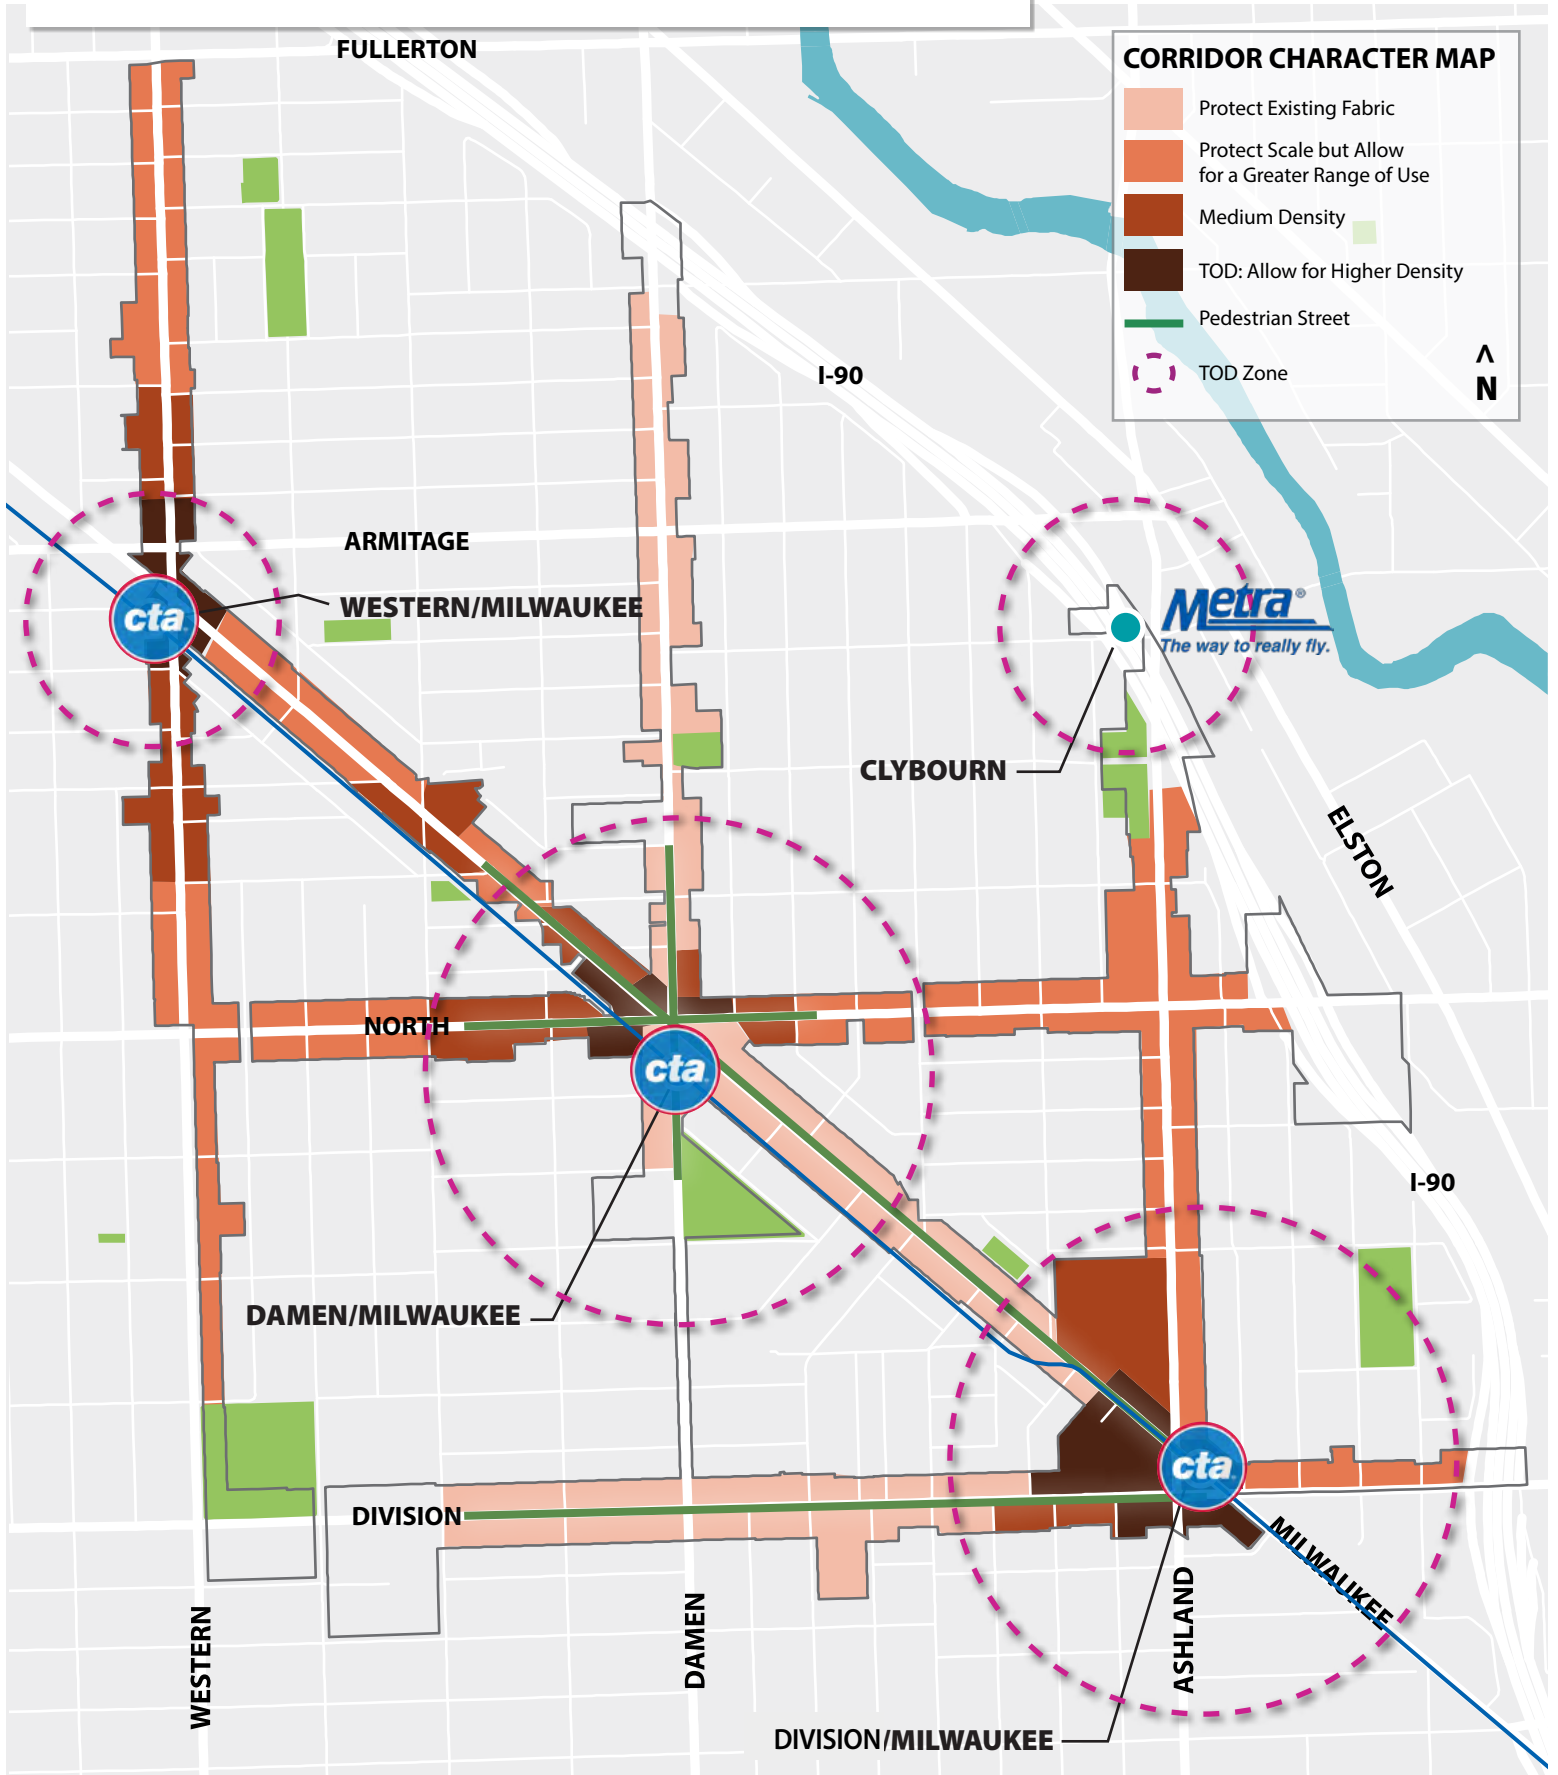 FULLERTON
CORRIDOR CHARACTER MAP
Protect Existing Fabric
Protect Scale but Allow
for a Greater Range of Use
Medium Density
TOD: Allow for Higher Density
Pedestrian Street
TOD Zone
^
N
I-90
ARMITAGE
WESTERN/MILWAUKEE
cta
Metra®
The way to really fly.
CLYBOURN
ELSTON
NORTH
cta
I-90
DAMEN/MILWAUKEE
cta
DIVISION
MILWAUKEE
WESTERN
DAMEN
ASHLAND
DIVISION/MILWAUKEE